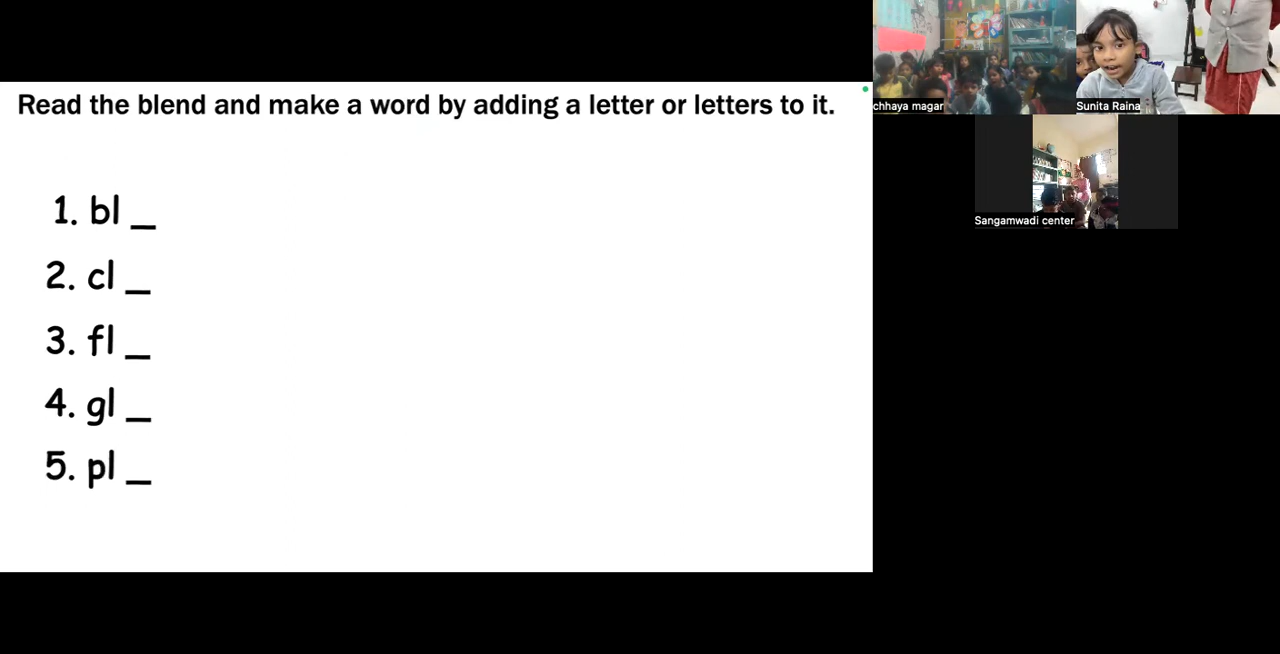 Read the blend and make a word by adding a letter or letters to it.
1. bl _
2. cl _
3. fl _
4. gl _
5. pl _
chhaya magar
Sunita Raina
Sangamwadi center